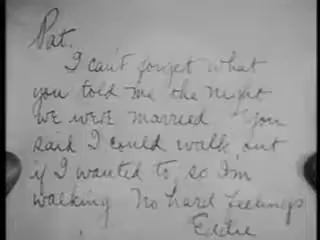 Pat.
I can't forget what
you told me the night
we were married you
said I could walk out
if I wanted to, so I'm
walking No hard feelings
Eddie